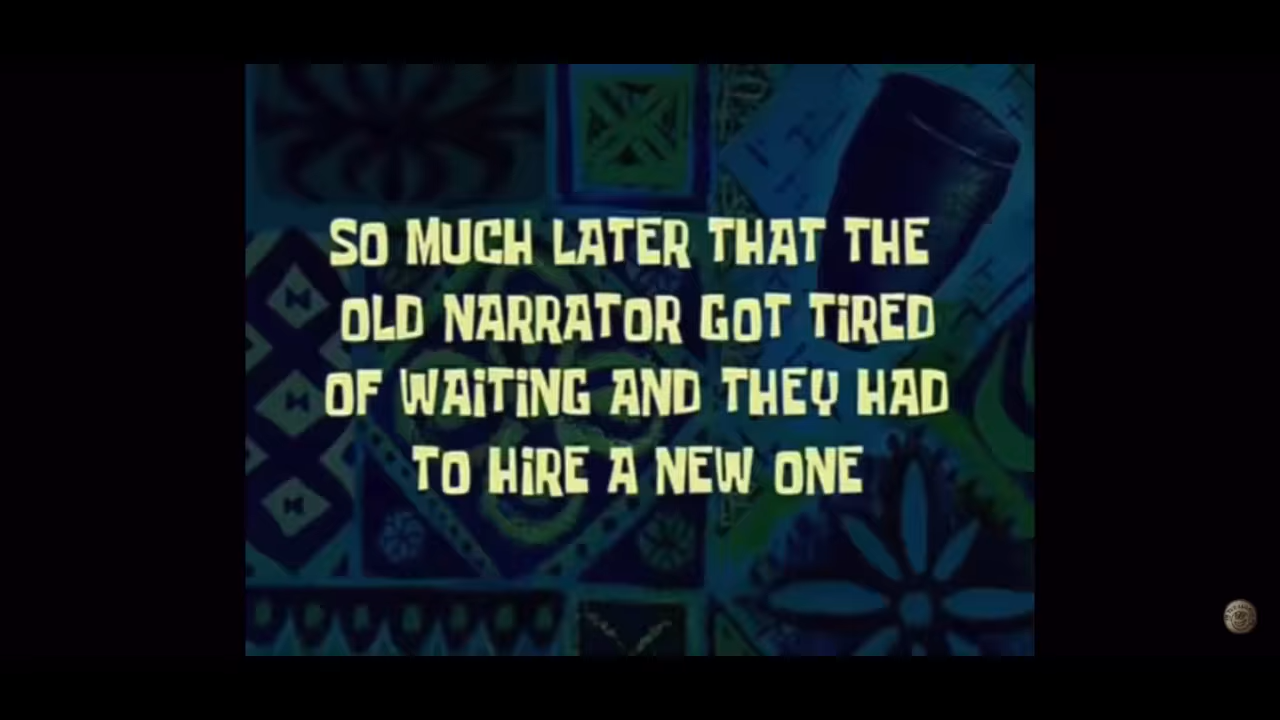 SO MUCH LATER THAT THE
OLD NARRATOR GOT TIRED
OF WAITING AND THEY HAD
TO HIRE A NEW ONE